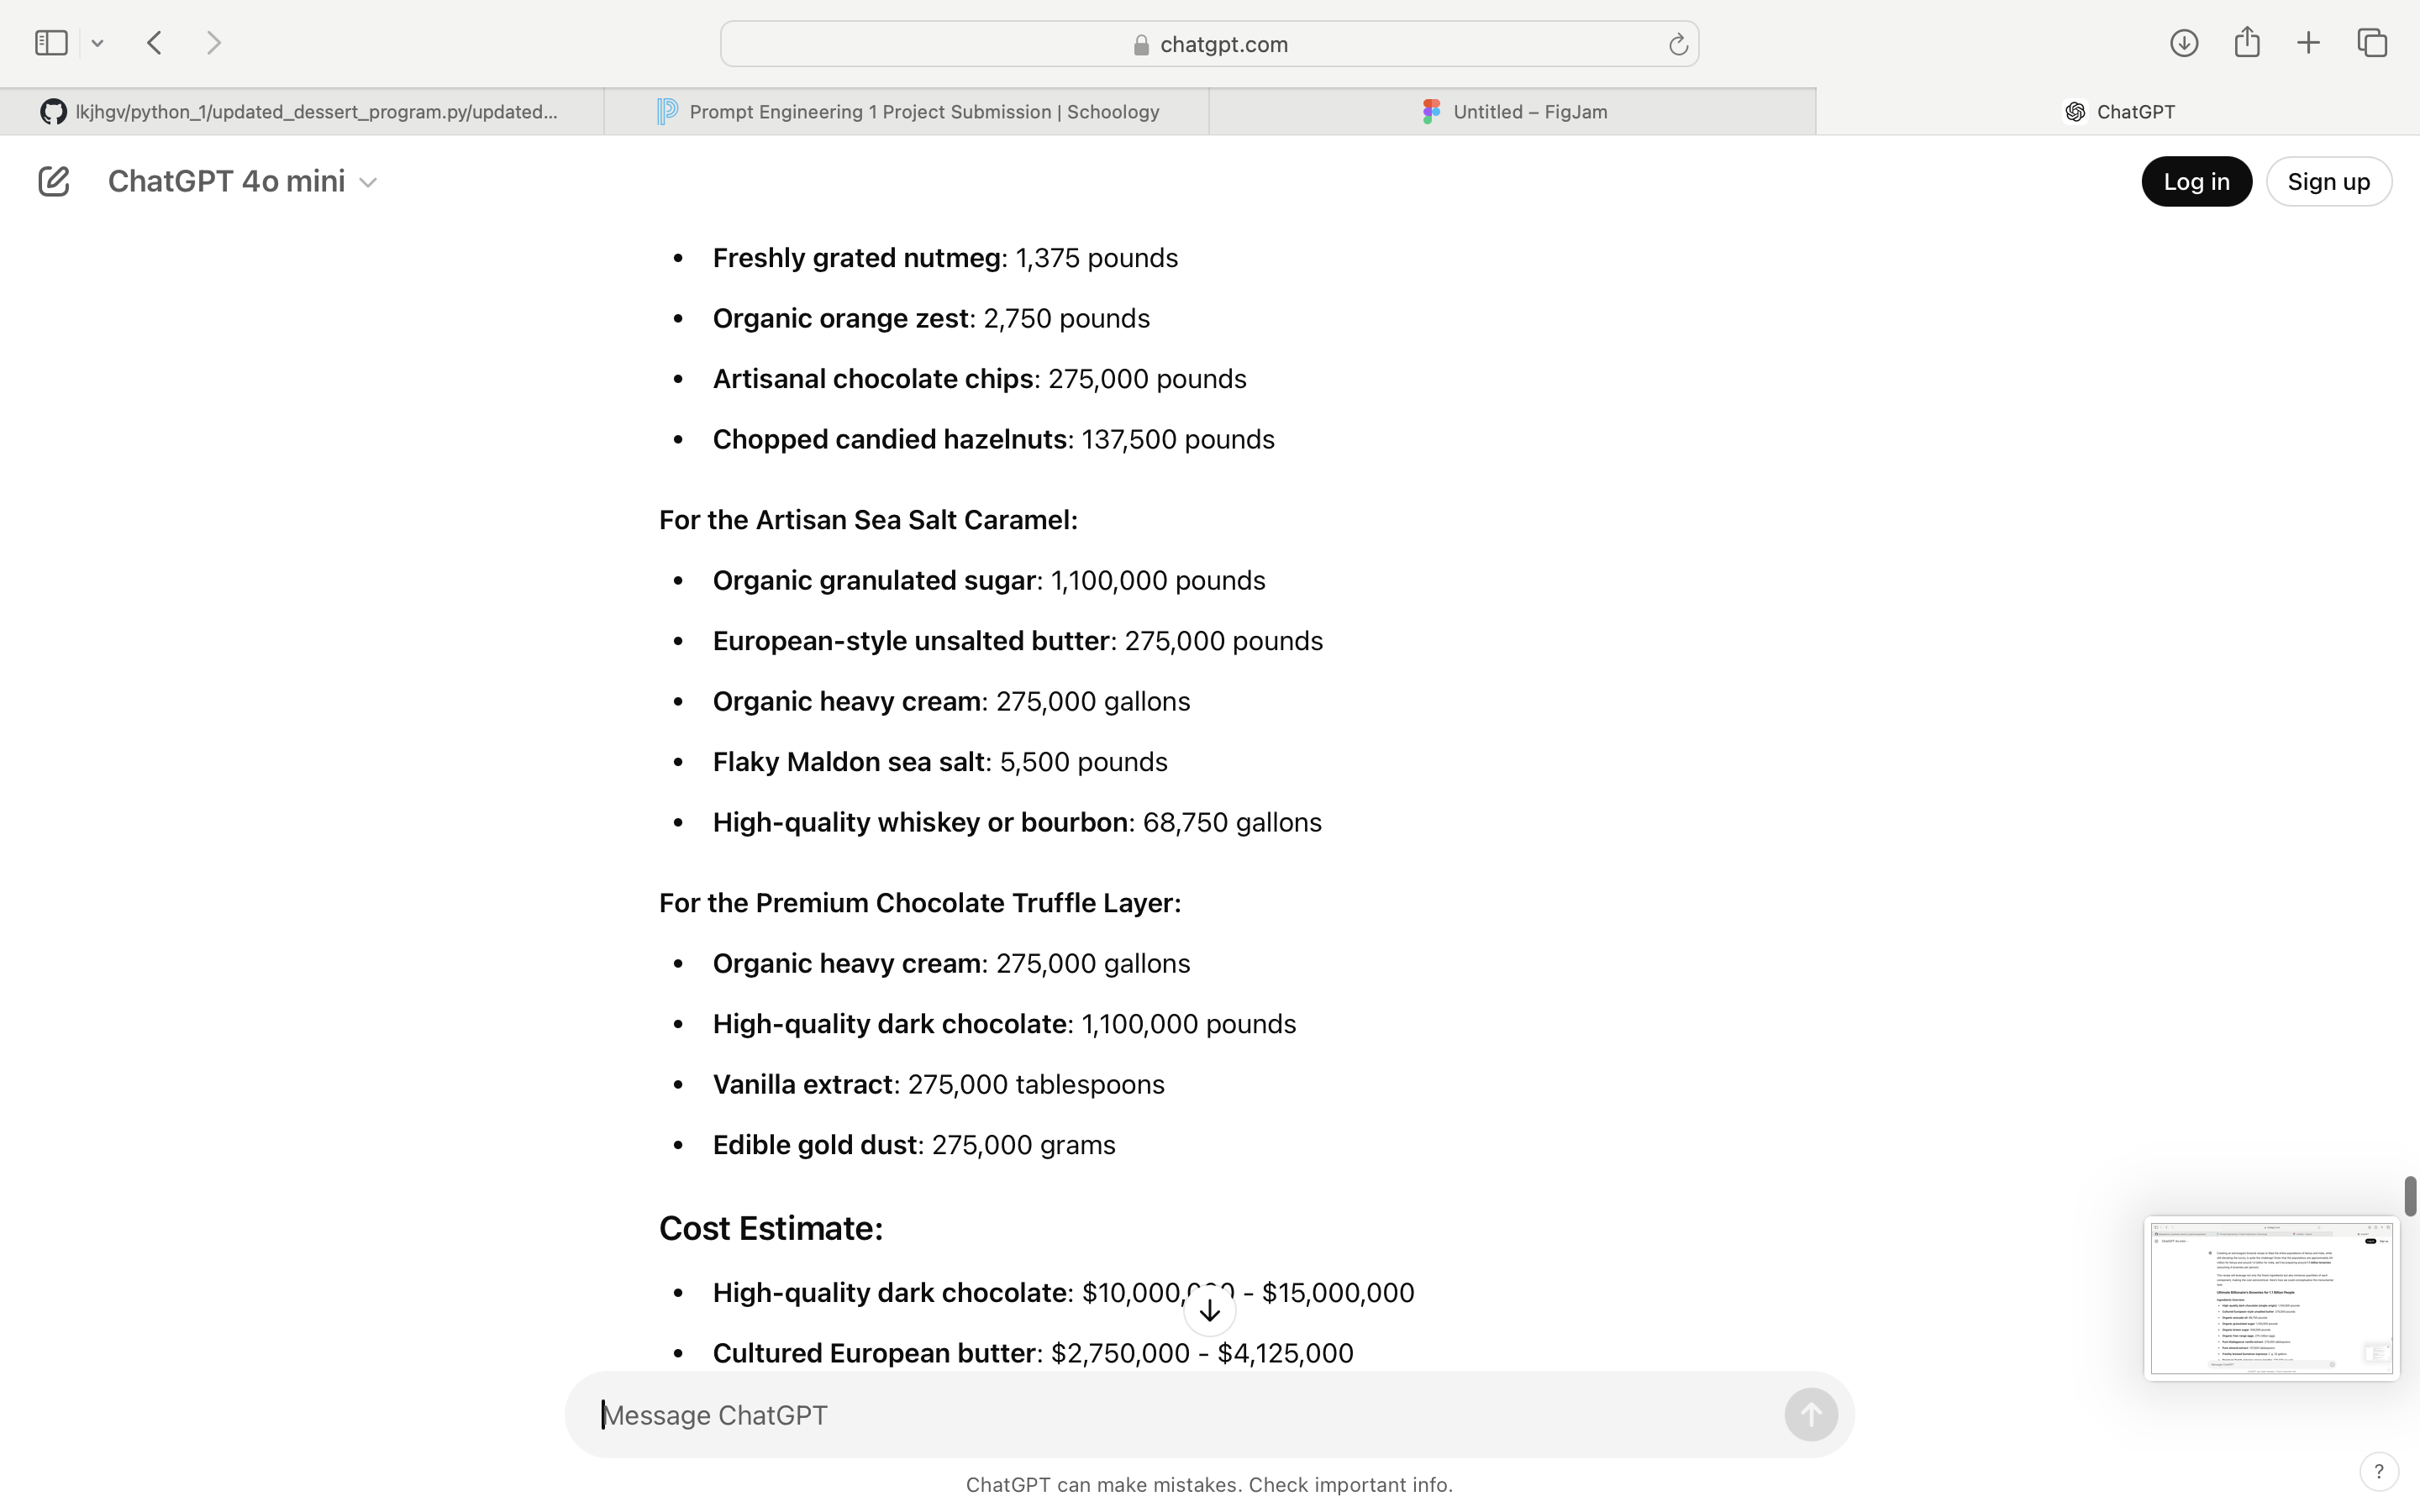 chatgpt.com
lkjhgv/python_1/updated_dessert_program.py/updated...
Prompt Engineering 1 Project Submission | Schoology
Untitled – FigJam
ChatGPT
ChatGPT 4o mini
Log in
Sign up
• Freshly grated nutmeg: 1,375 pounds
• Organic orange zest: 2,750 pounds
• Artisanal chocolate chips: 275,000 pounds
• Chopped candied hazelnuts: 137,500 pounds
For the Artisan Sea Salt Caramel:
• Organic granulated sugar: 1,100,000 pounds
• European-style unsalted butter: 275,000 pounds
• Organic heavy cream: 275,000 gallons
• Flaky Maldon sea salt: 5,500 pounds
• High-quality whiskey or bourbon: 68,750 gallons
For the Premium Chocolate Truffle Layer:
• Organic heavy cream: 275,000 gallons
• High-quality dark chocolate: 1,100,000 pounds
• Vanilla extract: 275,000 tablespoons
• Edible gold dust: 275,000 grams
Cost Estimate:
• High-quality dark chocolate: $10,000,000 - $15,000,000
• Cultured European butter: $2,750,000 - $4,125,000
Message ChatGPT
ChatGPT can make mistakes. Check important info.
?